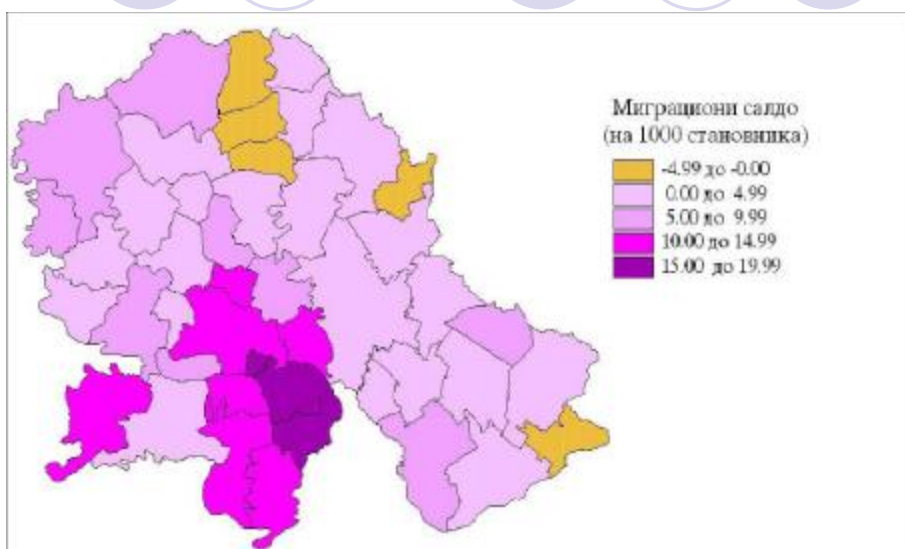 Миграциони салдо
(на 1000 становника)
-4.99 до -0.00
0.00 до 4.99
5.00 до 9.99
10.00 до 14.99
15.00 до 19.99